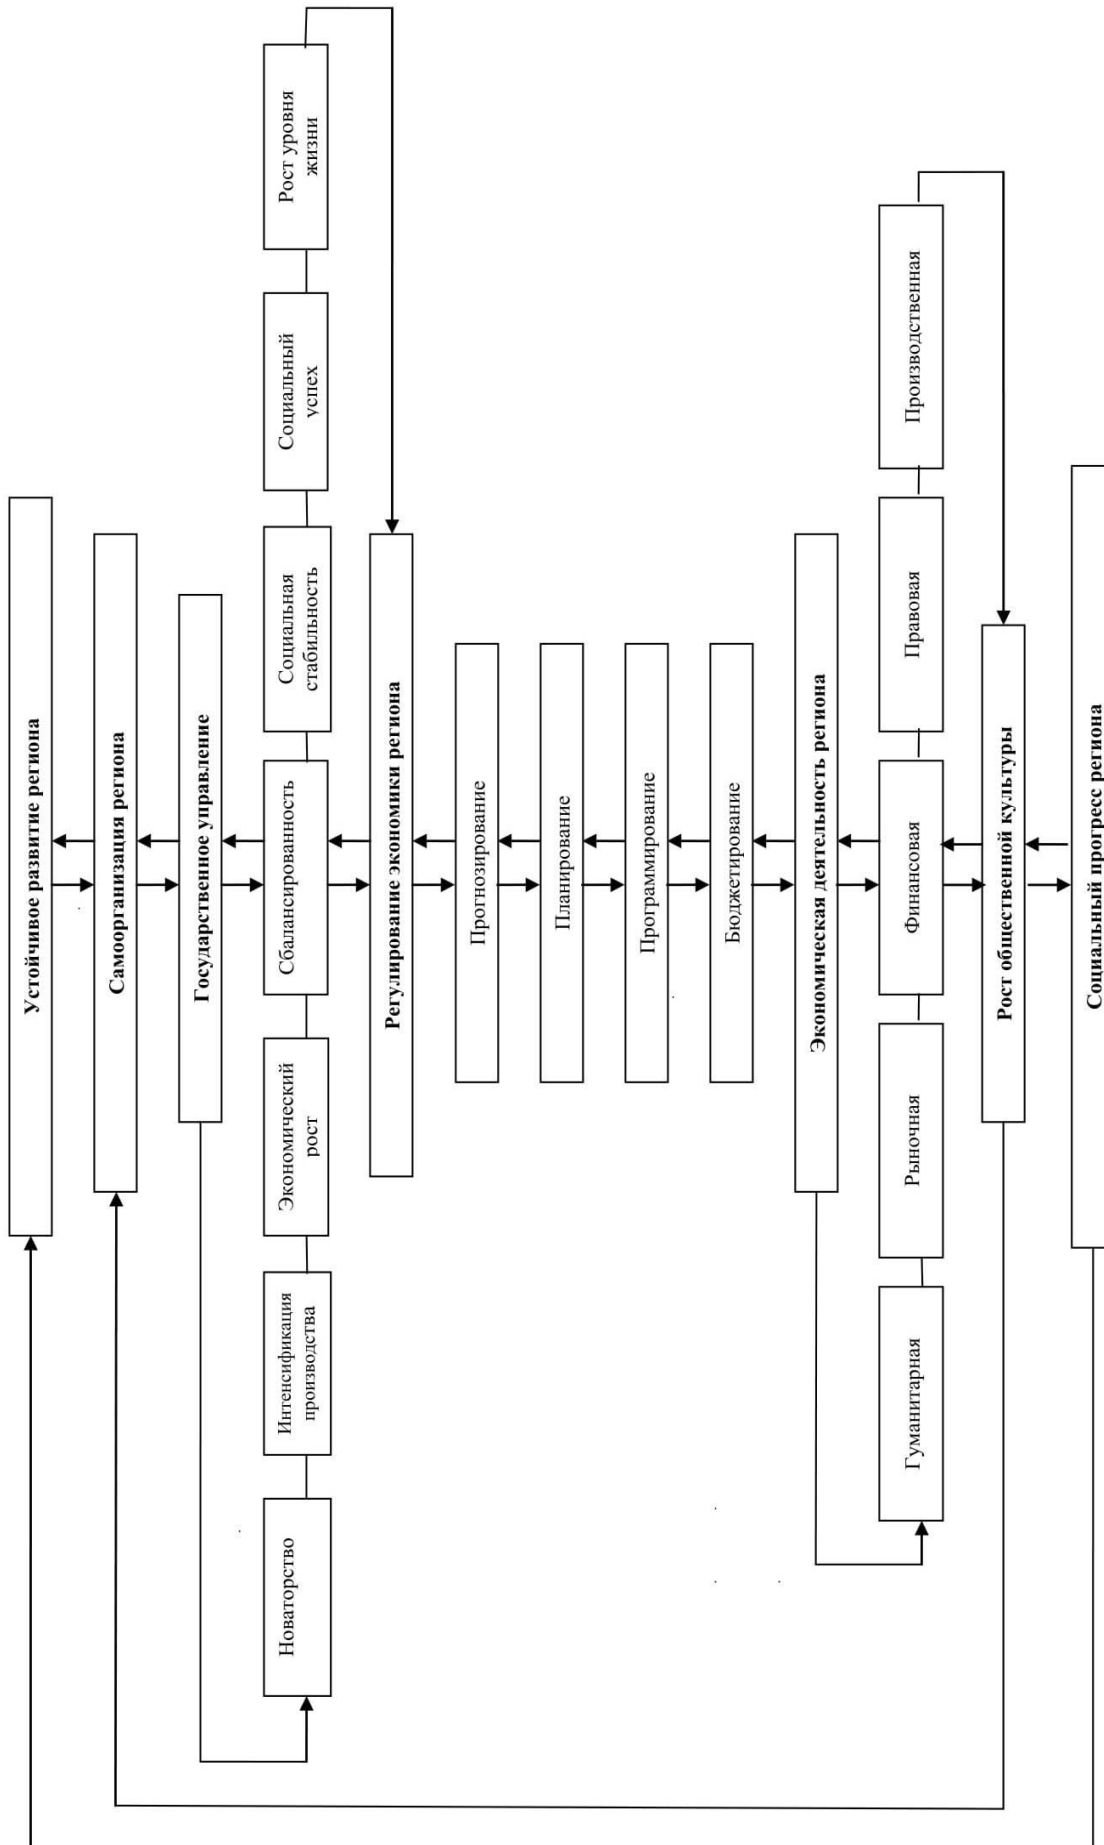 Устойчивое развитие региона
Самоорганизация региона
Государственное управление
Новаторство
Интенсификация
производства
Экономический
рост
Сбалансированность
Социальная
стабильность
Социальный
успех
Рост уровня
жизни
Регулирование экономики региона
Прогнозирование
Планирование
Программирование
Бюджетирование
Экономическая деятельность региона
Гуманитарная
Рыночная
Финансовая
Правовая
Производственная
Рост общественной культуры
Социальный прогресс региона